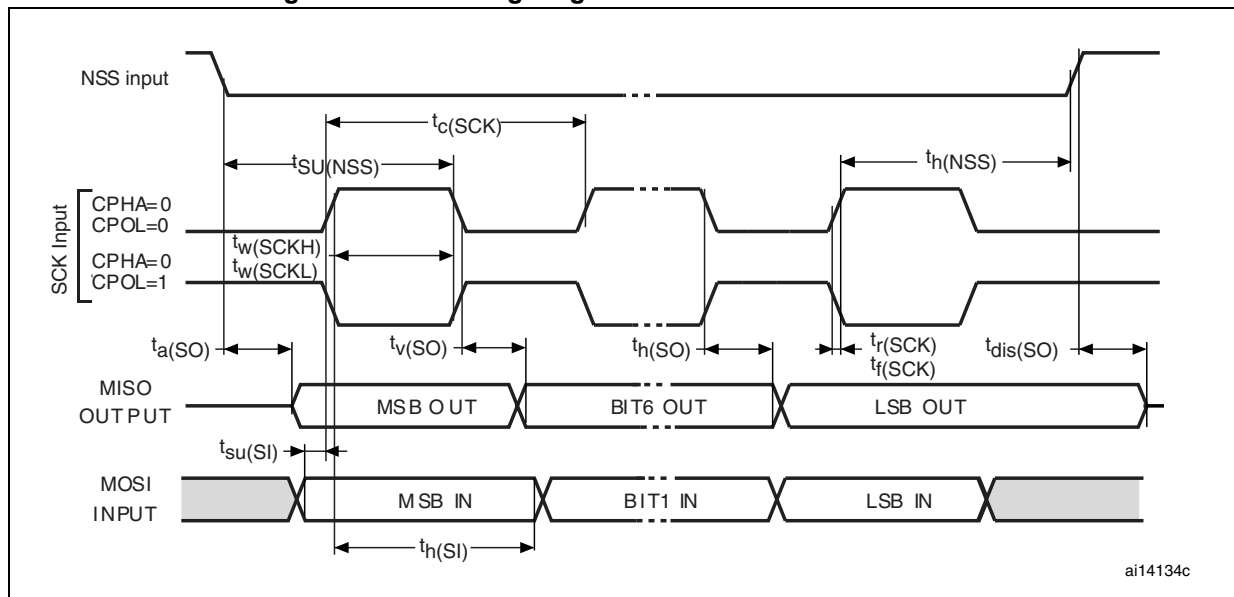 NSS input
tc(SCK)
tSU(NSS)
th(NSS)
SCK Input
CPHA=0
CPOL=0
tw(SCKH)
CPHA=0
tw(SCKL)
CPOL=1
ta(SO)
tv(SO)
th(SO)
tr(SCK)
tf(SCK)
tdis(SO)
MISO
OUTPUT
MSB OUT
BIT6 OUT
LSB OUT
tsu(SI)
MOSI
INPUT
MSB IN
BIT1 IN
LSB IN
th(SI)
ai14134c